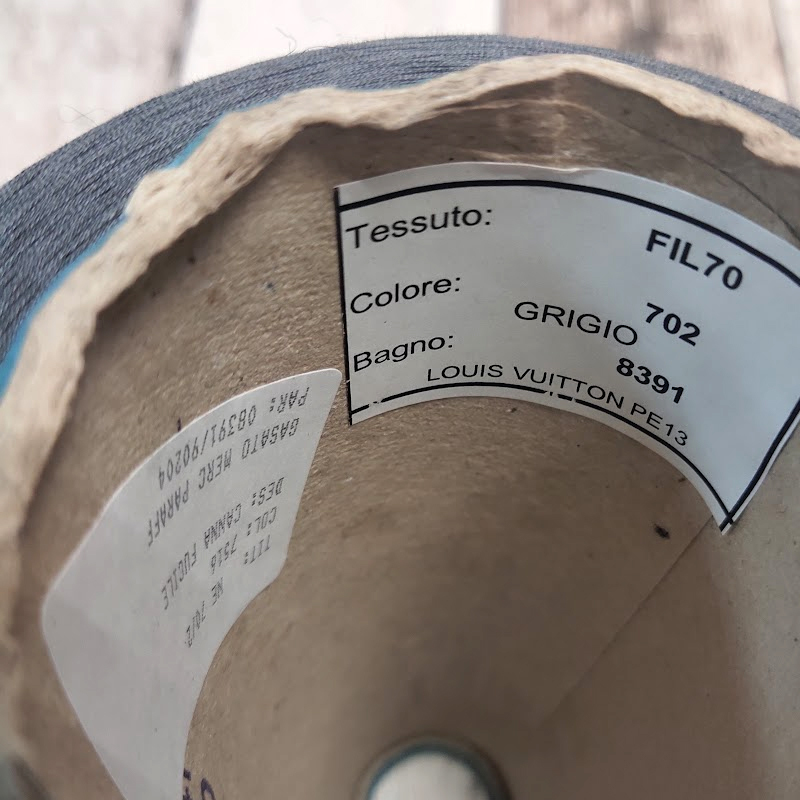 Tessuto: FIL70
Colore: 702
GRIGIO
Bagno: 8391
LOUIS VUITTON PE13
TIT: NE 70/2
COL: 7516
DES: CANNA FUCILE
GASATO MERC PARAFF
PAR: 08391/90204